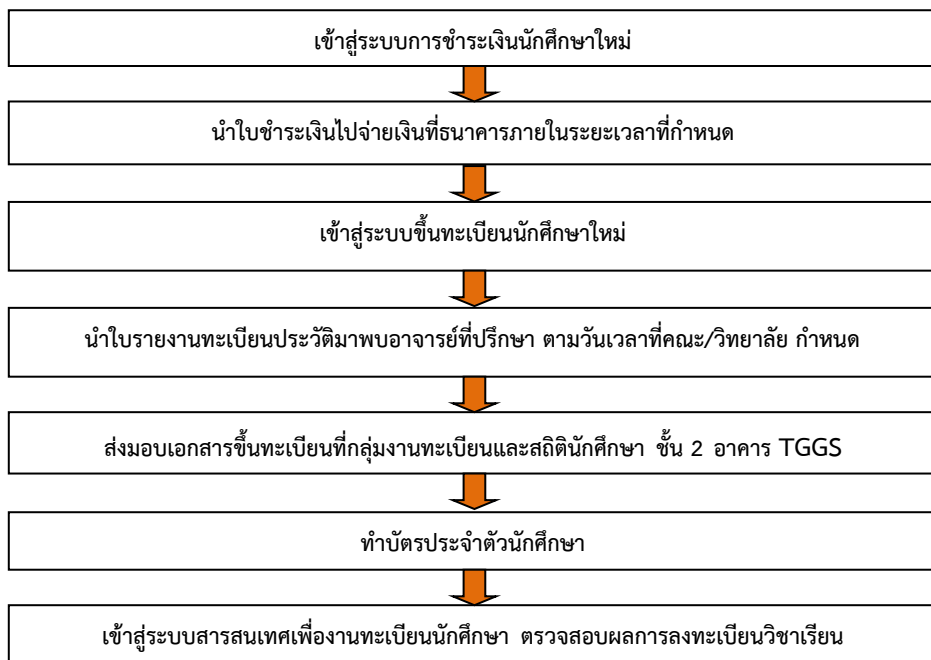 เข้าสู่ระบบการชำระเงินนักศึกษาใหม่
นำใบชำระเงินไปจ่ายเงินที่ธนาคารภายในระยะเวลาที่กำหนด
เข้าสู่ระบบขึ้นทะเบียนนักศึกษาใหม่
นำใบรายงานทะเบียนประวัติมาพบอาจารย์ที่ปรึกษา ตามวันเวลาที่คณะ/วิทยาลัย กำหนด
ส่งมอบเอกสารขึ้นทะเบียนที่กลุ่มงานทะเบียนและสถิตินักศึกษา ชั้น 2 อาคาร TGGS
ทำบัตรประจำตัวนักศึกษา
เข้าสู่ระบบสารสนเทศเพื่องานทะเบียนนักศึกษา ตรวจสอบผลการลงทะเบียนวิชาเรียน